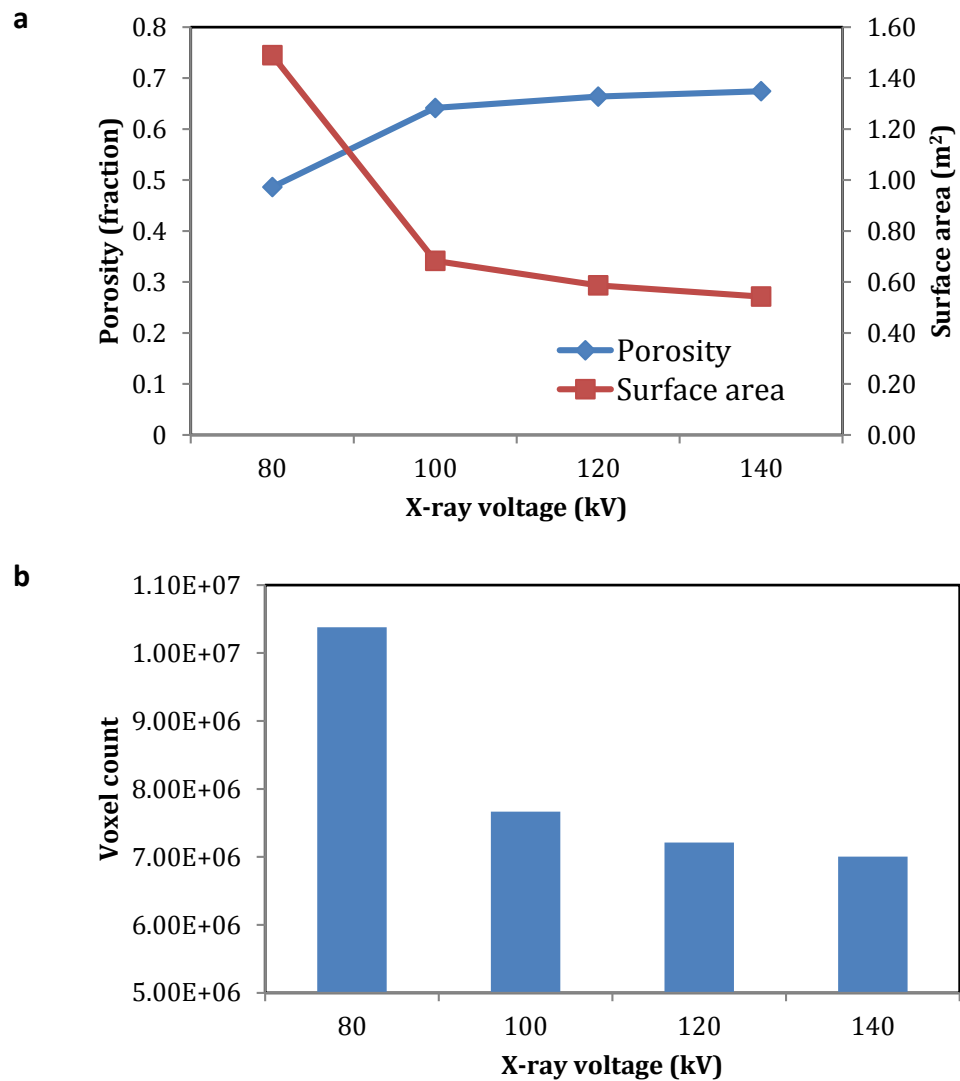 a
0.8
0.7
0.6
0.5
0.4
0.3
0.2
0.1
0
Porosity (fraction)
1.60
1.40
1.20
1.00
0.80
0.60
0.40
0.20
0.00
Surface area (m²)
Porosity
Surface area
80 100 120 140
X-ray voltage (kV)
b
1.10E+07
1.00E+07
9.00E+06
8.00E+06
7.00E+06
6.00E+06
5.00E+06
Voxel count
80 100 120 140
X-ray voltage (kV)